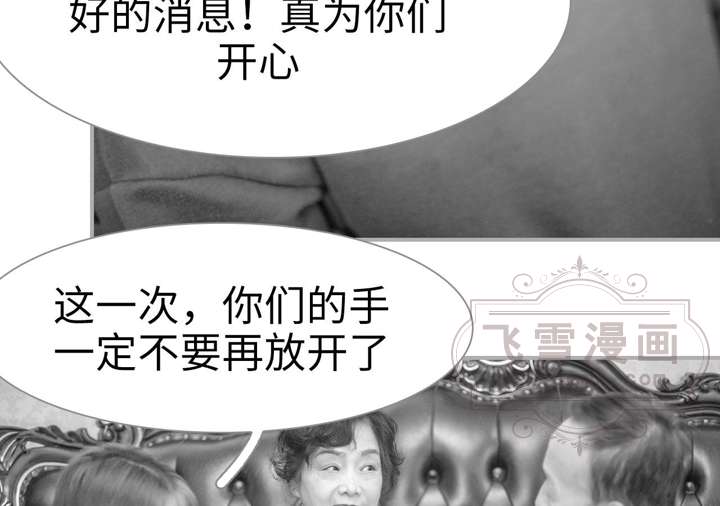 好的消息！真为你们
开心
这一次，你们的手
一定不要再放开了
飞雪漫画